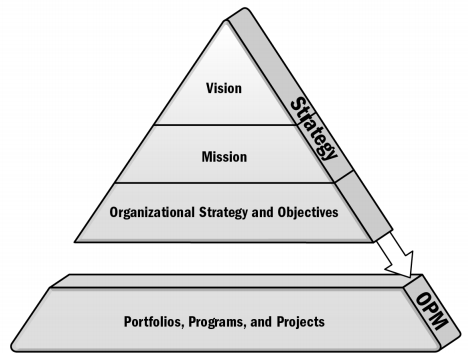 Vision
Strategy
Mission
Organizational Strategy and Objectives
OPM
Portfolios, Programs, and Projects